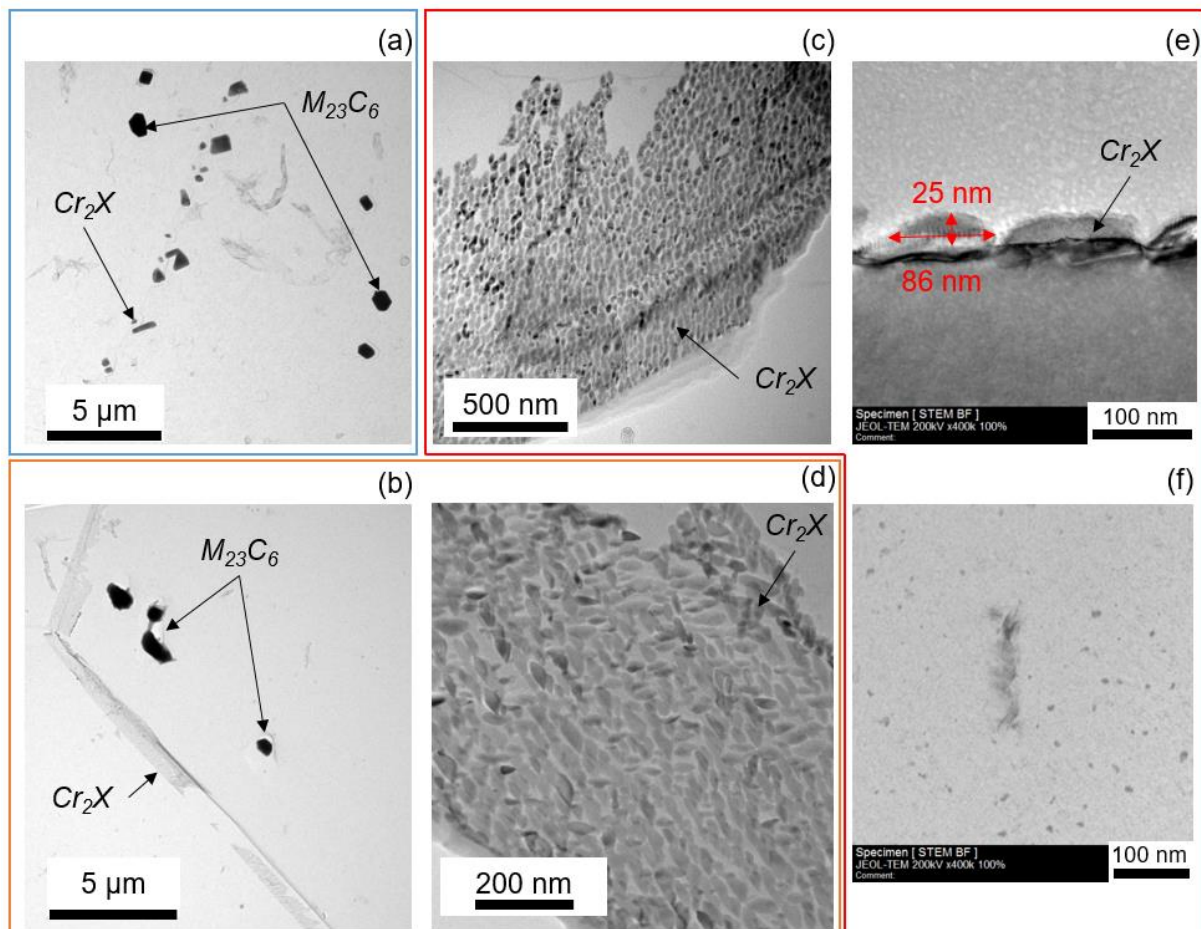 (a)
M₂₃C₆
Cr₂X
5 µm
(c)
Cr₂X
500 nm
(e)
Cr₂X
25 nm
86 nm
Specimen [ STEM BF ]
JEOL-TEM 200kV x400k 100%
Comment:
100 nm
(b)
M₂₃C₆
Cr₂X
5 µm
(d)
Cr₂X
200 nm
(f)
Specimen [ STEM BF ]
JEOL-TEM 200kV x400k 100%
Comment:
100 nm